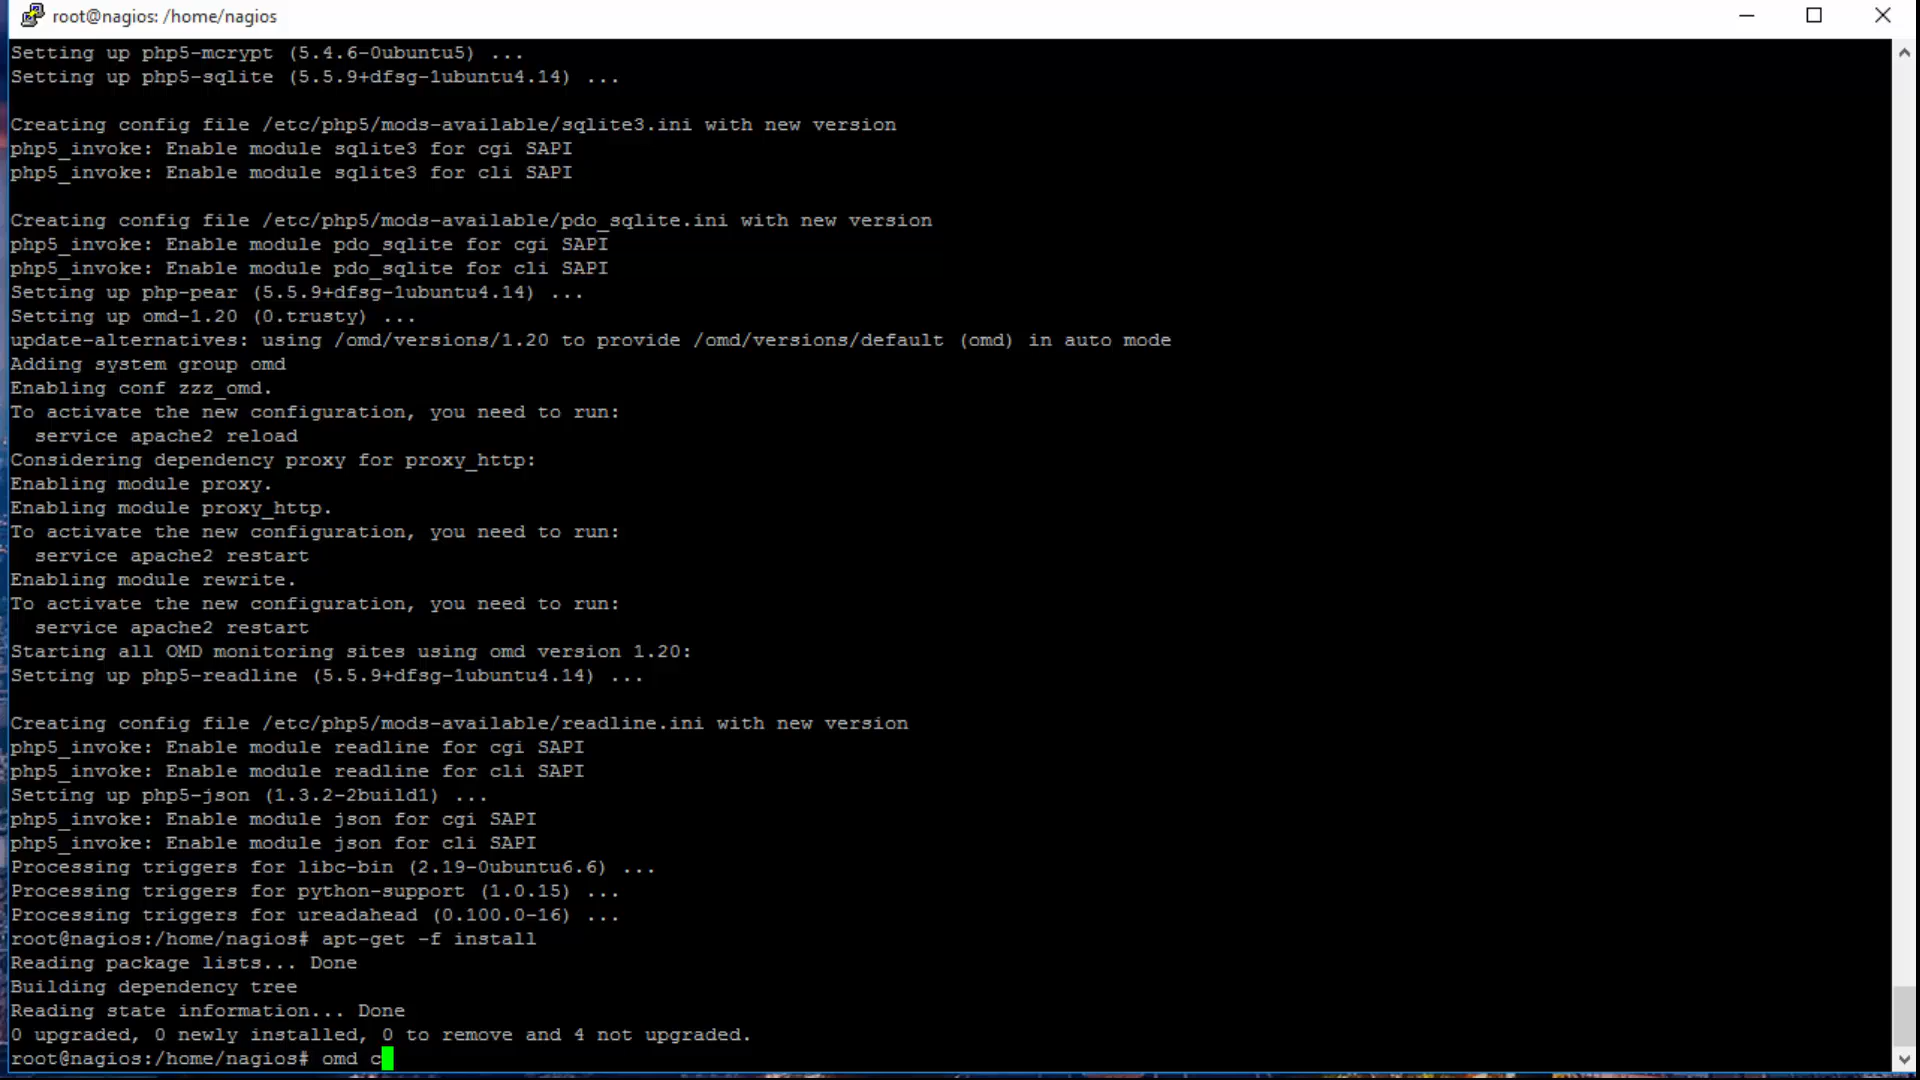 root@nagios: /home/nagios
Setting up php5-mcrypt (5.4.6-0ubuntu5) ...
Setting up php5-sqlite (5.5.9+dfsg-1ubuntu4.14) ...
Creating config file /etc/php5/mods-available/sqlite3.ini with new version
php5_invoke: Enable module sqlite3 for cgi SAPI
php5_invoke: Enable module sqlite3 for cli SAPI
Creating config file /etc/php5/mods-available/pdo_sqlite.ini with new version
php5_invoke: Enable module pdo_sqlite for cgi SAPI
php5_invoke: Enable module pdo_sqlite for cli SAPI
Setting up php-pear (5.5.9+dfsg-1ubuntu4.14) ...
Setting up omd-1.20 (0.trusty) ...
update-alternatives: using /omd/versions/1.20 to provide /omd/versions/default (omd) in auto mode
Adding system group omd
Enabling conf zzz_omd.
To activate the new configuration, you need to run:
  service apache2 reload
Considering dependency proxy for proxy_http:
Enabling module proxy.
Enabling module proxy_http.
To activate the new configuration, you need to run:
  service apache2 restart
Enabling module rewrite.
To activate the new configuration, you need to run:
  service apache2 restart
Starting all OMD monitoring sites using omd version 1.20:
Setting up php5-readline (5.5.9+dfsg-1ubuntu4.14) ...
Creating config file /etc/php5/mods-available/readline.ini with new version
php5_invoke: Enable module readline for cgi SAPI
php5_invoke: Enable module readline for cli SAPI
Setting up php5-json (1.3.2-2build1) ...
php5_invoke: Enable module json for cgi SAPI
php5_invoke: Enable module json for cli SAPI
Processing triggers for libc-bin (2.19-0ubuntu6.6) ...
Processing triggers for python-support (1.0.15) ...
Processing triggers for ureadahead (0.100.0-16) ...
root@nagios:/home/nagios# apt-get -f install
Reading package lists... Done
Building dependency tree
Reading state information... Done
0 upgraded, 0 newly installed, 0 to remove and 4 not upgraded.
root@nagios:/home/nagios# omd c